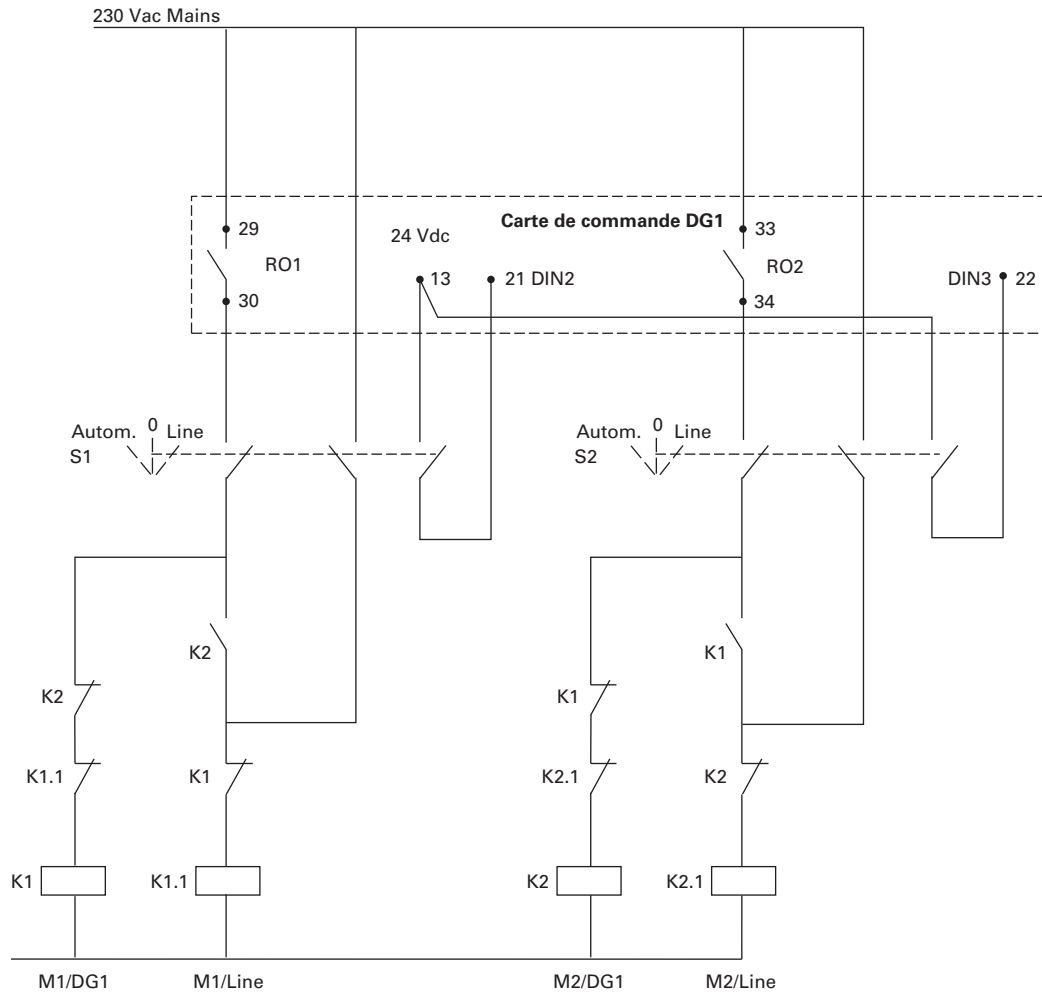 230 Vac Mains
29
Carte de commande DG1
33
24 Vdc
RO1
13
21 DIN2
RO2
DIN3
22
30
34
Autom.
0
Line
S1
Autom.
0
Line
S2
K2
K1
K2
K1
K1.1
K1
K2.1
K2
K1
K1.1
K2
K2.1
M1/DG1
M1/Line
M2/DG1
M2/Line